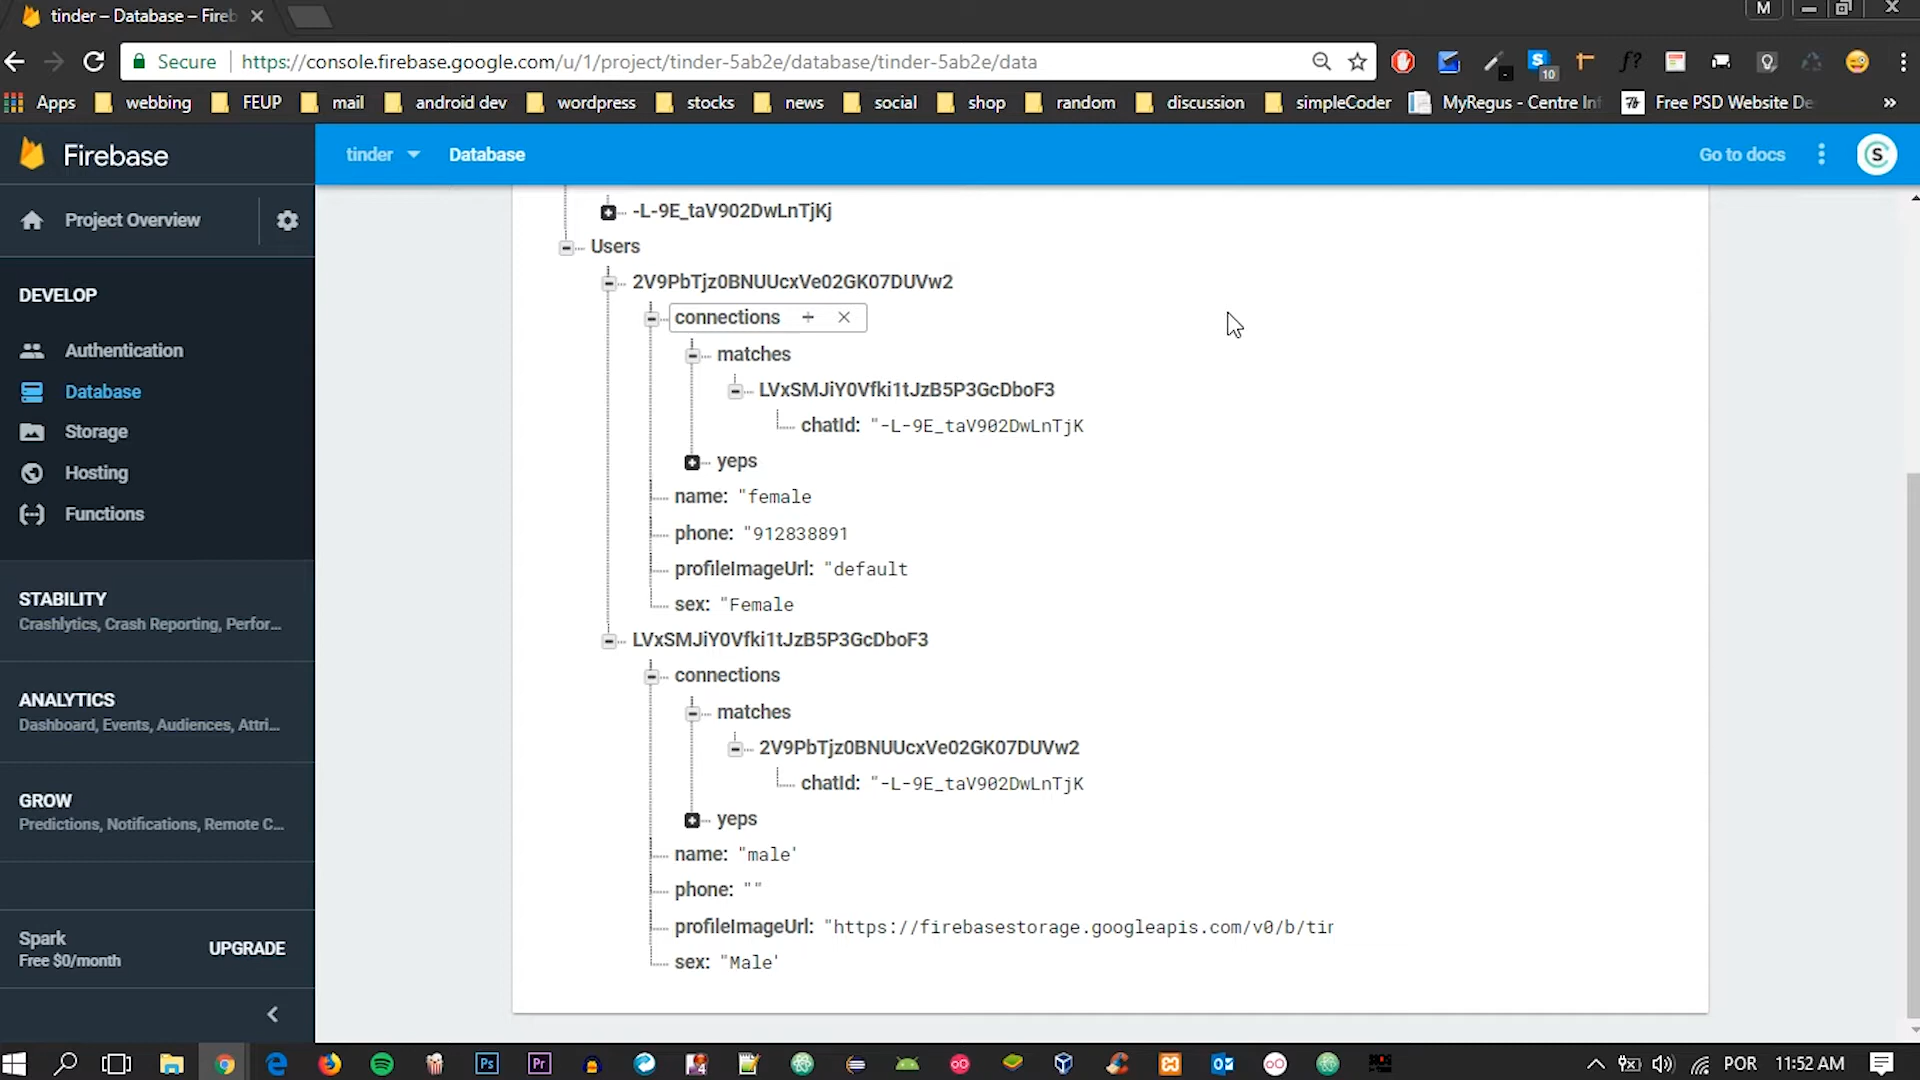 tinder – Database – Fireb
M
Secure
https://console.firebase.google.com/u/1/project/tinder-5ab2e/database/tinder-5ab2e/data
S 10
f?
Apps webbing FEUP mail android dev wordpress stocks news social shop random discussion simpleCoder MyRegus - Centre Inf Free PSD Website De »
Firebase
tinder Database Go to docs
S
Project Overview
DEVELOP
Authentication
Database
Storage
Hosting
Functions
STABILITY
Crashlytics, Crash Reporting, Perfor...
ANALYTICS
Dashboard, Events, Audiences, Attri...
GROW
Predictions, Notifications, Remote C...
Spark
Free $0/month
UPGRADE
-L-9E_taV902DwLnTjKj
Users
2V9PbTjz0BNUUcxVe02GK07DUVw2
connections + ×
matches
LVxSMJiY0Vfki1tJzB5P3GcDboF3
chatId: "-L-9E_taV902DwLnTjK
yeps
name: "female
phone: "912838891
profileImageUrl: "default
sex: "Female
LVxSMJiY0Vfki1tJzB5P3GcDboF3
connections
matches
2V9PbTjz0BNUUcxVe02GK07DUVw2
chatId: "-L-9E_taV902DwLnTjK
yeps
name: "male'
phone: ""
profileImageUrl: "https://firebasestorage.googleapis.com/v0/b/tin
sex: "Male'
Ps Pr
POR 11:52 AM